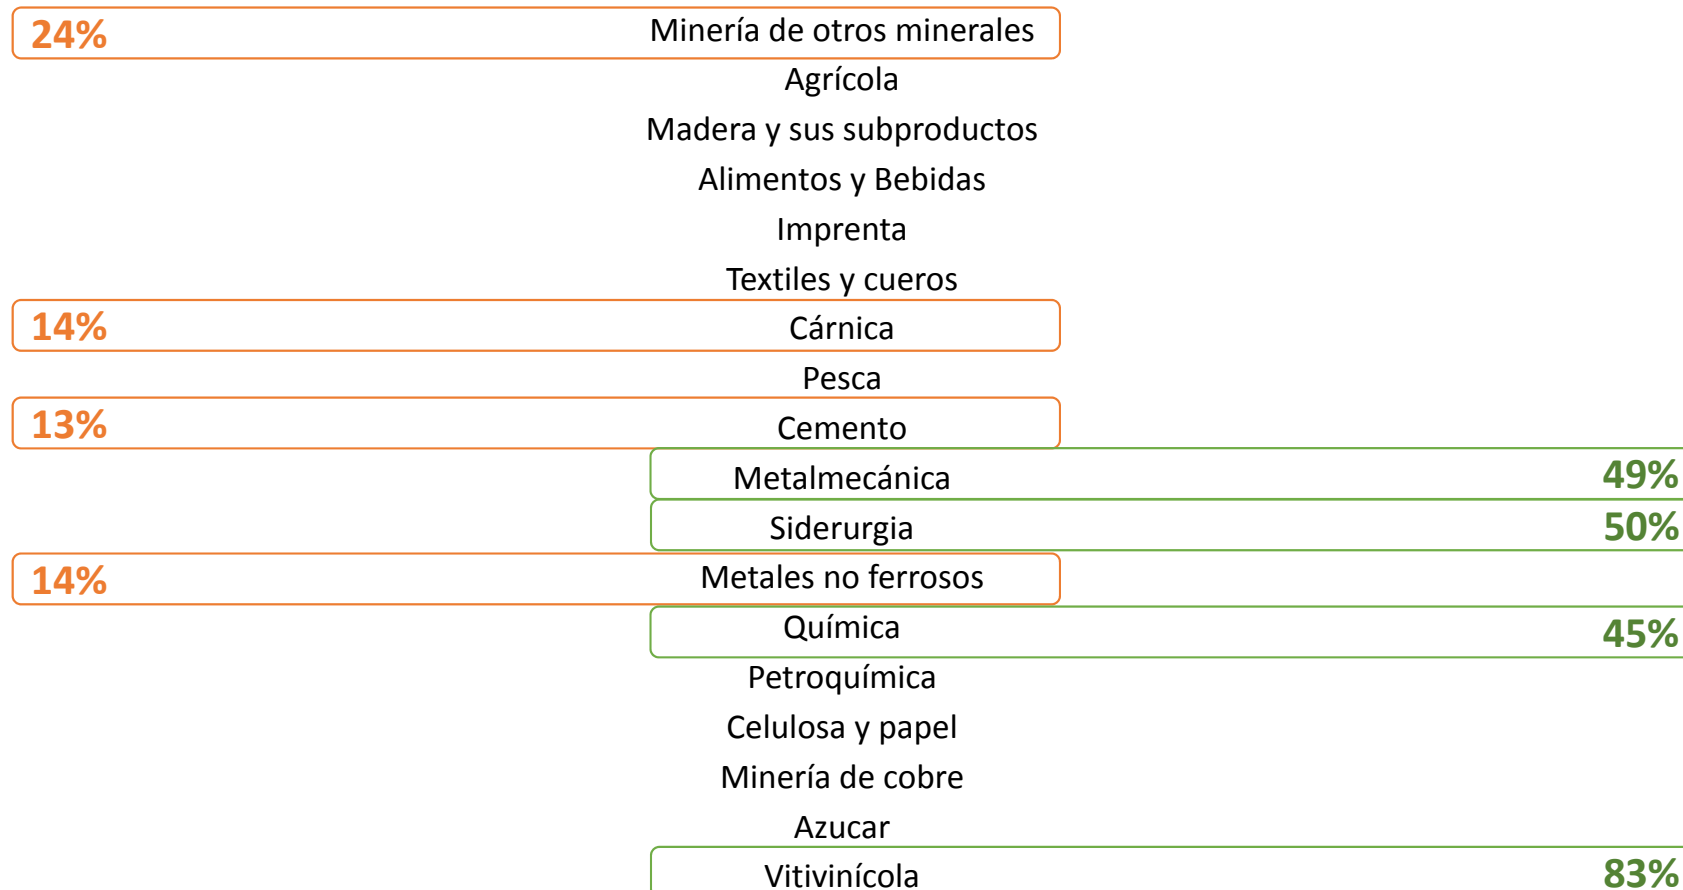 24% Minería de otros minerales
Agrícola
Madera y sus subproductos
Alimentos y Bebidas
Imprenta
Textiles y cueros
14% Cárnica
Pesca
13% Cemento
Metalmecánica 49%
Siderurgia 50%
14% Metales no ferrosos
Química 45%
Petroquímica
Celulosa y papel
Minería de cobre
Azucar
Vitivinícola 83%